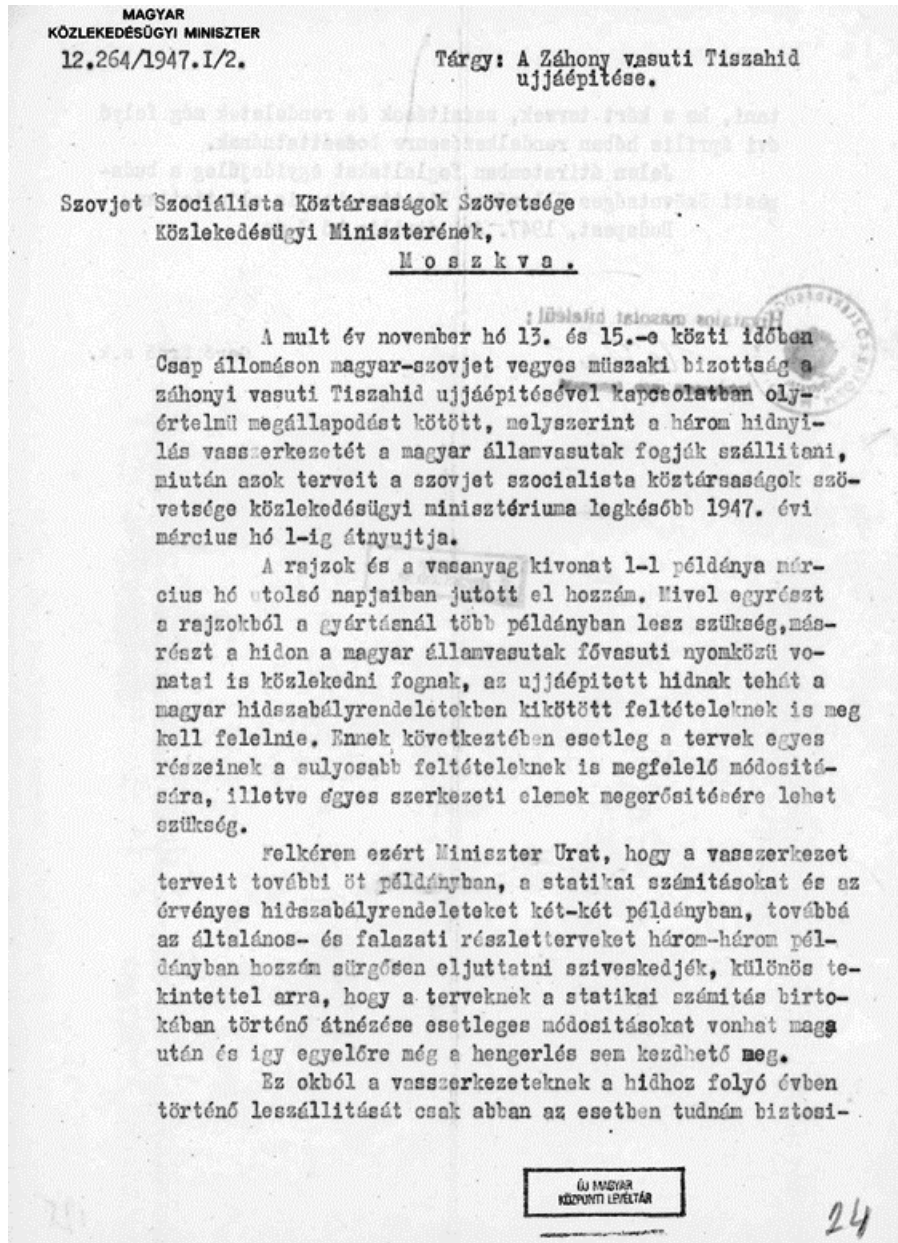 MAGYAR
KÖZLEKEDÉSÜGYI MINISZTER
12.264/1947.I/2.
Tárgy: A Záhony vasuti Tiszahid
ujjáépitése.
Szovjet Szociálista Köztársaságok Szövetsége
Közlekedésügyi Miniszterének,
Moszkva.
A mult év november hó 13. és 15.-e közti időben
Csap állomáson magyar-szovjet vegyes müszaki bizottság a
záhonyi vasuti Tiszahid ujjáépitésével kapcsolatban oly-
értelmü megállapodást kötött, melyszerint a három hidnyi-
lás vasszerkezetét a magyar államvasutak fogják szállitani,
miután azok terveit a szovjet szocialista köztársaságok szö-
vetsége közlekedésügyi minisztériuma legkésőbb 1947. évi
március hó 1-ig átnyujtja.
A rajzok és a vasanyag kivonat 1-1 példánya már-
cius hó utolsó napjaiban jutott el hozzám. Mivel egyrészt
a rajzokból a gyártásnál több példányban lesz szükség,más-
részt a hidon a magyar államvasutak fővasuti nyomközü vo-
natai is közlekedni fognak, az ujjáépitett hidnak tehát a
magyar hidszabályrendeletekben kikötött feltételeknek is meg
kell felelnie. Ennek következtében esetleg a tervek egyes
részeinek a sulyosabb feltételeknek is megfelelő módositá-
sára, illetve egyes szerkezeti elemek megerősitésére lehet
szükség.
Felkérem ezért Miniszter Urat, hogy a vasszerkezet
terveit további öt példányban, a statikai számitásokat és az
érvényes hidszabályrendeleteket két-két példányban, továbbá
az általános- és falazati részletterveket három-három pél-
dányban hozzám sürgősen eljuttatni sziveskedjék, különös te-
kintettel arra, hogy a terveknek a statikai számitás birto-
kában történő átnézése esetleges módositásokat vonhat maga
után és igy egyelőre még a hengerlés sem kezdhető meg.
Ez okból a vasszerkezeteknek a hidhoz folyó évben
történő leszállitását csak abban az esetben tudnám biztosi-
ÚJ MAGYAR
KÖZPONTI LEVÉLTÁR
24